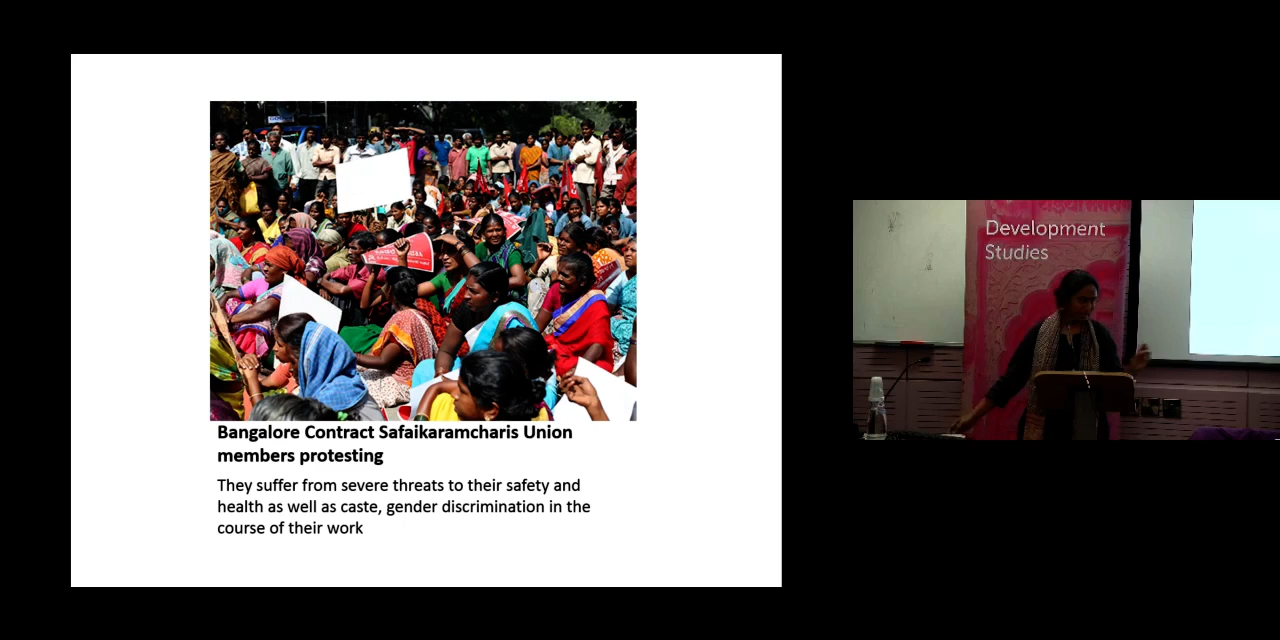 Bangalore Contract Safaikaramcharis Union
members protesting
They suffer from severe threats to their safety and
health as well as caste, gender discrimination in the
course of their work
Development
Studies